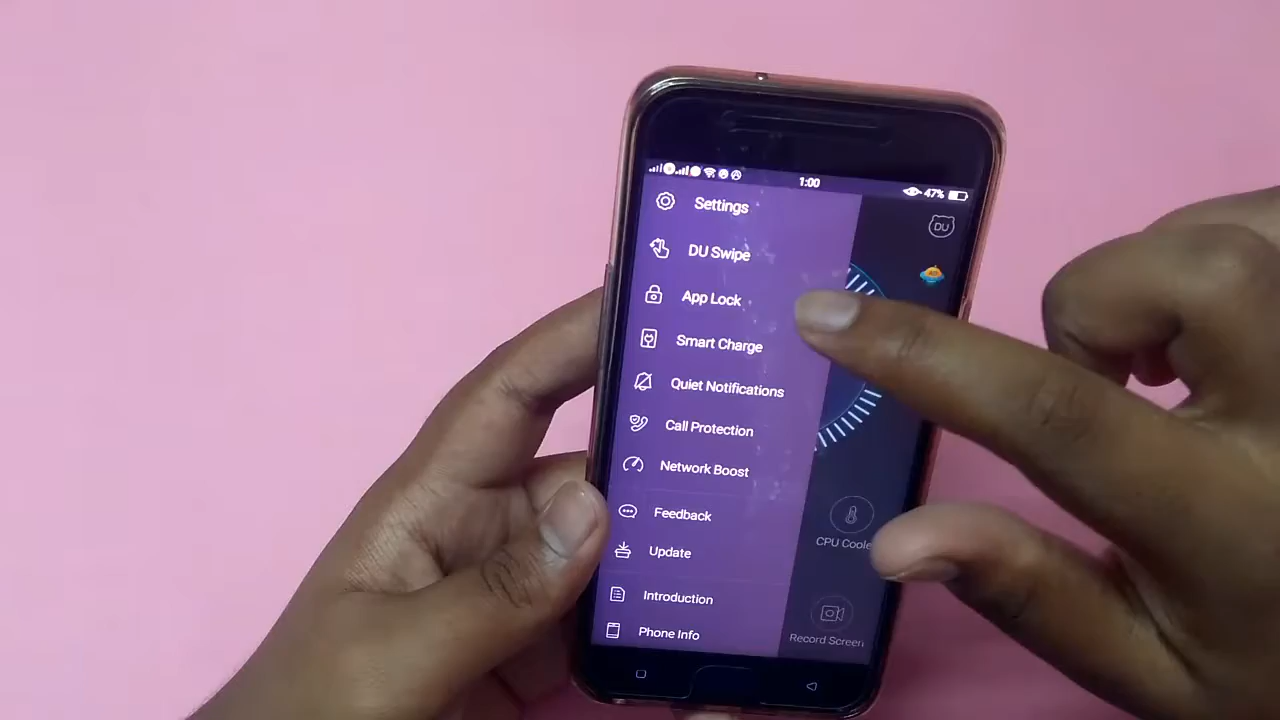 1:00
47%
Settings
DU
DU Swipe
App Lock
Smart Charge
Quiet Notifications
Call Protection
Network Boost
Feedback
CPU Coole
Update
Introduction
Phone Info
Record Screen